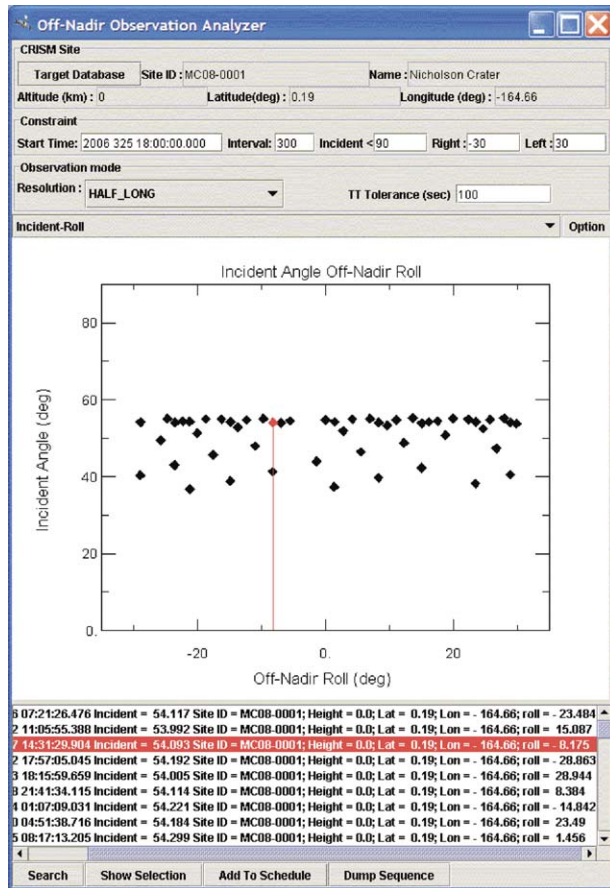 Off-Nadir Observation Analyzer
CRISM Site
Target Database Site ID : MC08-0001 Name : Nicholson Crater
Altitude (km) : 0 Latitude(deg) : 0.19 Longitude (deg) : -164.66
Constraint
Start Time: 2006 325 18:00:00.000 Interval: 300 Incident < 90 Right : -30 Left : 30
Observation mode
Resolution : HALF_LONG TT Tolerance (sec) 100
Incident-Roll Option
Incident Angle Off-Nadir Roll
80
60
40
20
0.
Incident Angle (deg)
-20 0. 20
Off-Nadir Roll (deg)
6 07:21:26.476 Incident = 54.117 Site ID = MC08-0001; Height = 0.0; Lat = 0.19; Lon = - 164.66; roll = - 23.484
2 11:05:55.388 Incident = 53.992 Site ID = MC08-0001; Height = 0.0; Lat = 0.19; Lon = - 164.66; roll = 15.087
7 14:31:29.904 Incident = 54.093 Site ID = MC08-0001; Height = 0.0; Lat = 0.19; Lon = - 164.66; roll = - 8.175
2 17:57:05.045 Incident = 54.192 Site ID = MC08-0001; Height = 0.0; Lat = 0.19; Lon = - 164.66; roll = - 28.863
3 18:15:59.659 Incident = 54.005 Site ID = MC08-0001; Height = 0.0; Lat = 0.19; Lon = - 164.66; roll = 28.944
8 21:41:34.115 Incident = 54.114 Site ID = MC08-0001; Height = 0.0; Lat = 0.19; Lon = - 164.66; roll = 8.384
4 01:07:09.031 Incident = 54.221 Site ID = MC08-0001; Height = 0.0; Lat = 0.19; Lon = - 164.66; roll = - 14.842
0 04:51:38.716 Incident = 54.184 Site ID = MC08-0001; Height = 0.0; Lat = 0.19; Lon = - 164.66; roll = 23.49
5 08:17:13.205 Incident = 54.299 Site ID = MC08-0001; Height = 0.0; Lat = 0.19; Lon = - 164.66; roll = 1.456
Search Show Selection Add To Schedule Dump Sequence